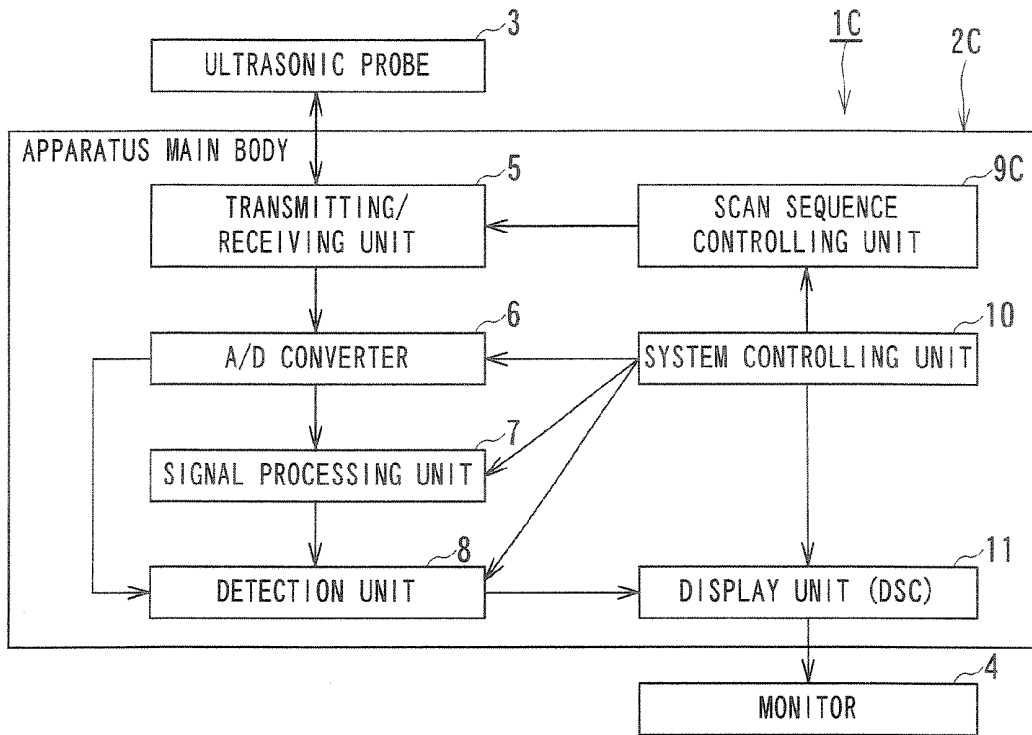 3
1C
2C
ULTRASONIC PROBE
APPARATUS MAIN BODY
5
9C
TRANSMITTING/
RECEIVING UNIT
SCAN SEQUENCE
CONTROLLING UNIT
6
10
A/D CONVERTER
SYSTEM CONTROLLING UNIT
7
SIGNAL PROCESSING UNIT
8
11
DETECTION UNIT
DISPLAY UNIT (DSC)
4
MONITOR